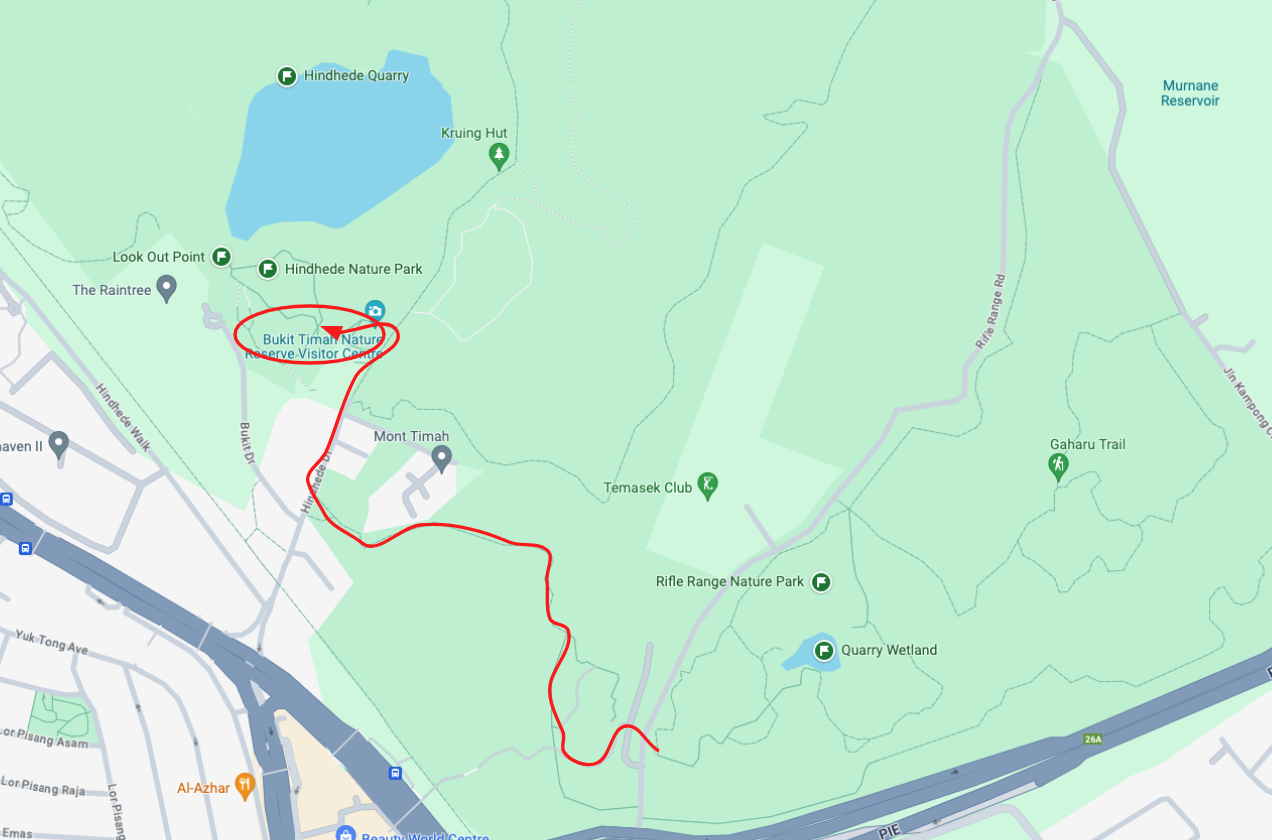 Hindhede Quarry
Murnane
Reservoir
Kruing Hut
Look Out Point
Hindhede Nature Park
The Raintree
Rifle Range Rd
Bukit Timah Nature
Reserve Visitor Centre
Hindhede Walk
Bukit Dr
Mont Timah
Hindhede Dr
Gaharu Trail
Temasek Club
Rifle Range Nature Park
Quarry Wetland
Yuk Tong Ave
Lor Pisang Asam
26A
Lor Pisang Raja
Al-Azhar
Lor Pisang
Emas
PIE
Beauty World Centre